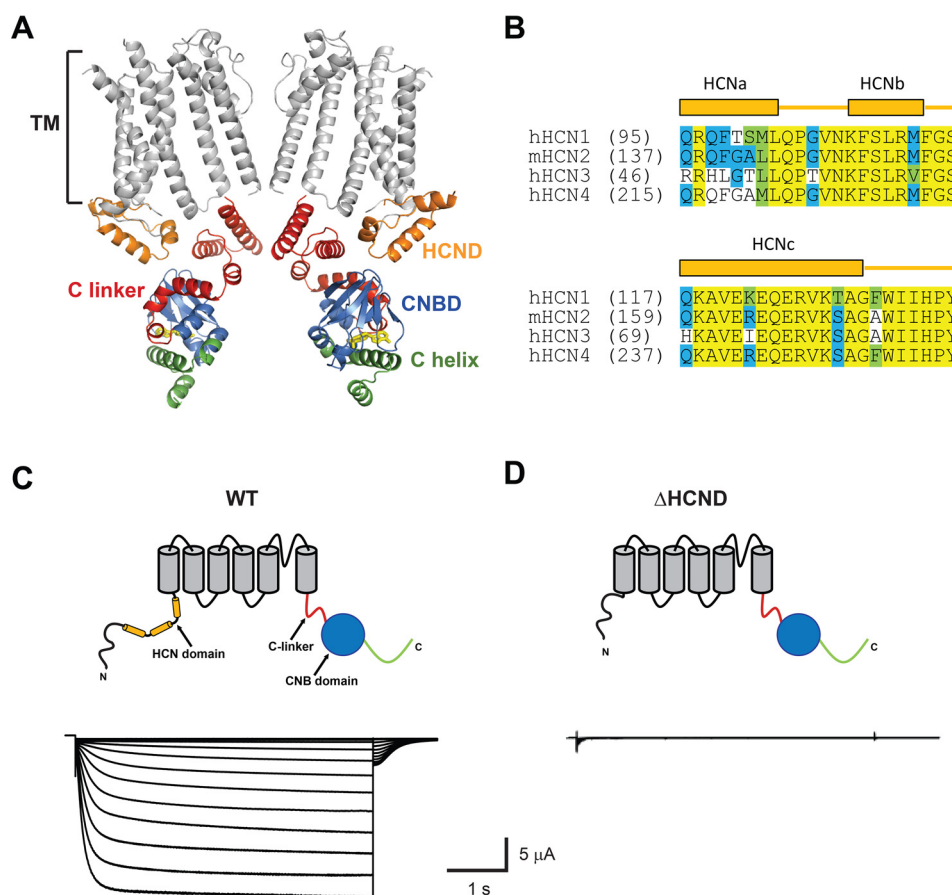 A
TM
HCND
C linker
CNBD
C helix
B
HCNa HCNb
hHCN1 (95) QRQFTSMLQPGVNKFSLRMFGS
mHCN2 (137) QRQFGALLQPGVNKFSLRMFGS
hHCN3 (46) RRHLGTLLQPTVNKFSLRVFGS
hHCN4 (215) QRQFGAMLQPGVNKFSLRMFGS
HCNc
hHCN1 (117) QKAVEKEQERVKTAGFWIIHPY
mHCN2 (159) QKAVEREQERVKSAGAWIIHPY
hHCN3 (69) HKAVEIEQERVKSAGAWIIHPY
hHCN4 (237) QKAVEREQERVKSAGFWIIHPY
C
WT
HCN domain
C-linker
CNB domain
N
C
5 μA
1 s
D
ΔHCND
N
C